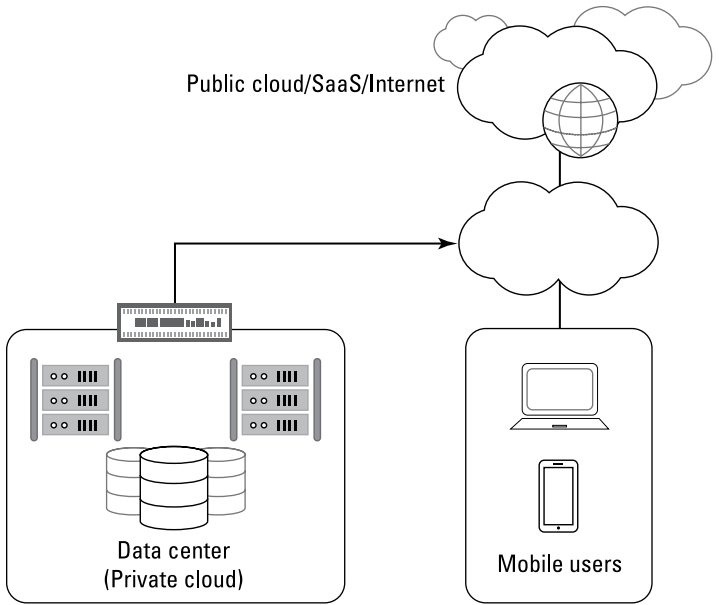 Public cloud/SaaS/Internet
Data center
(Private cloud)
Mobile users